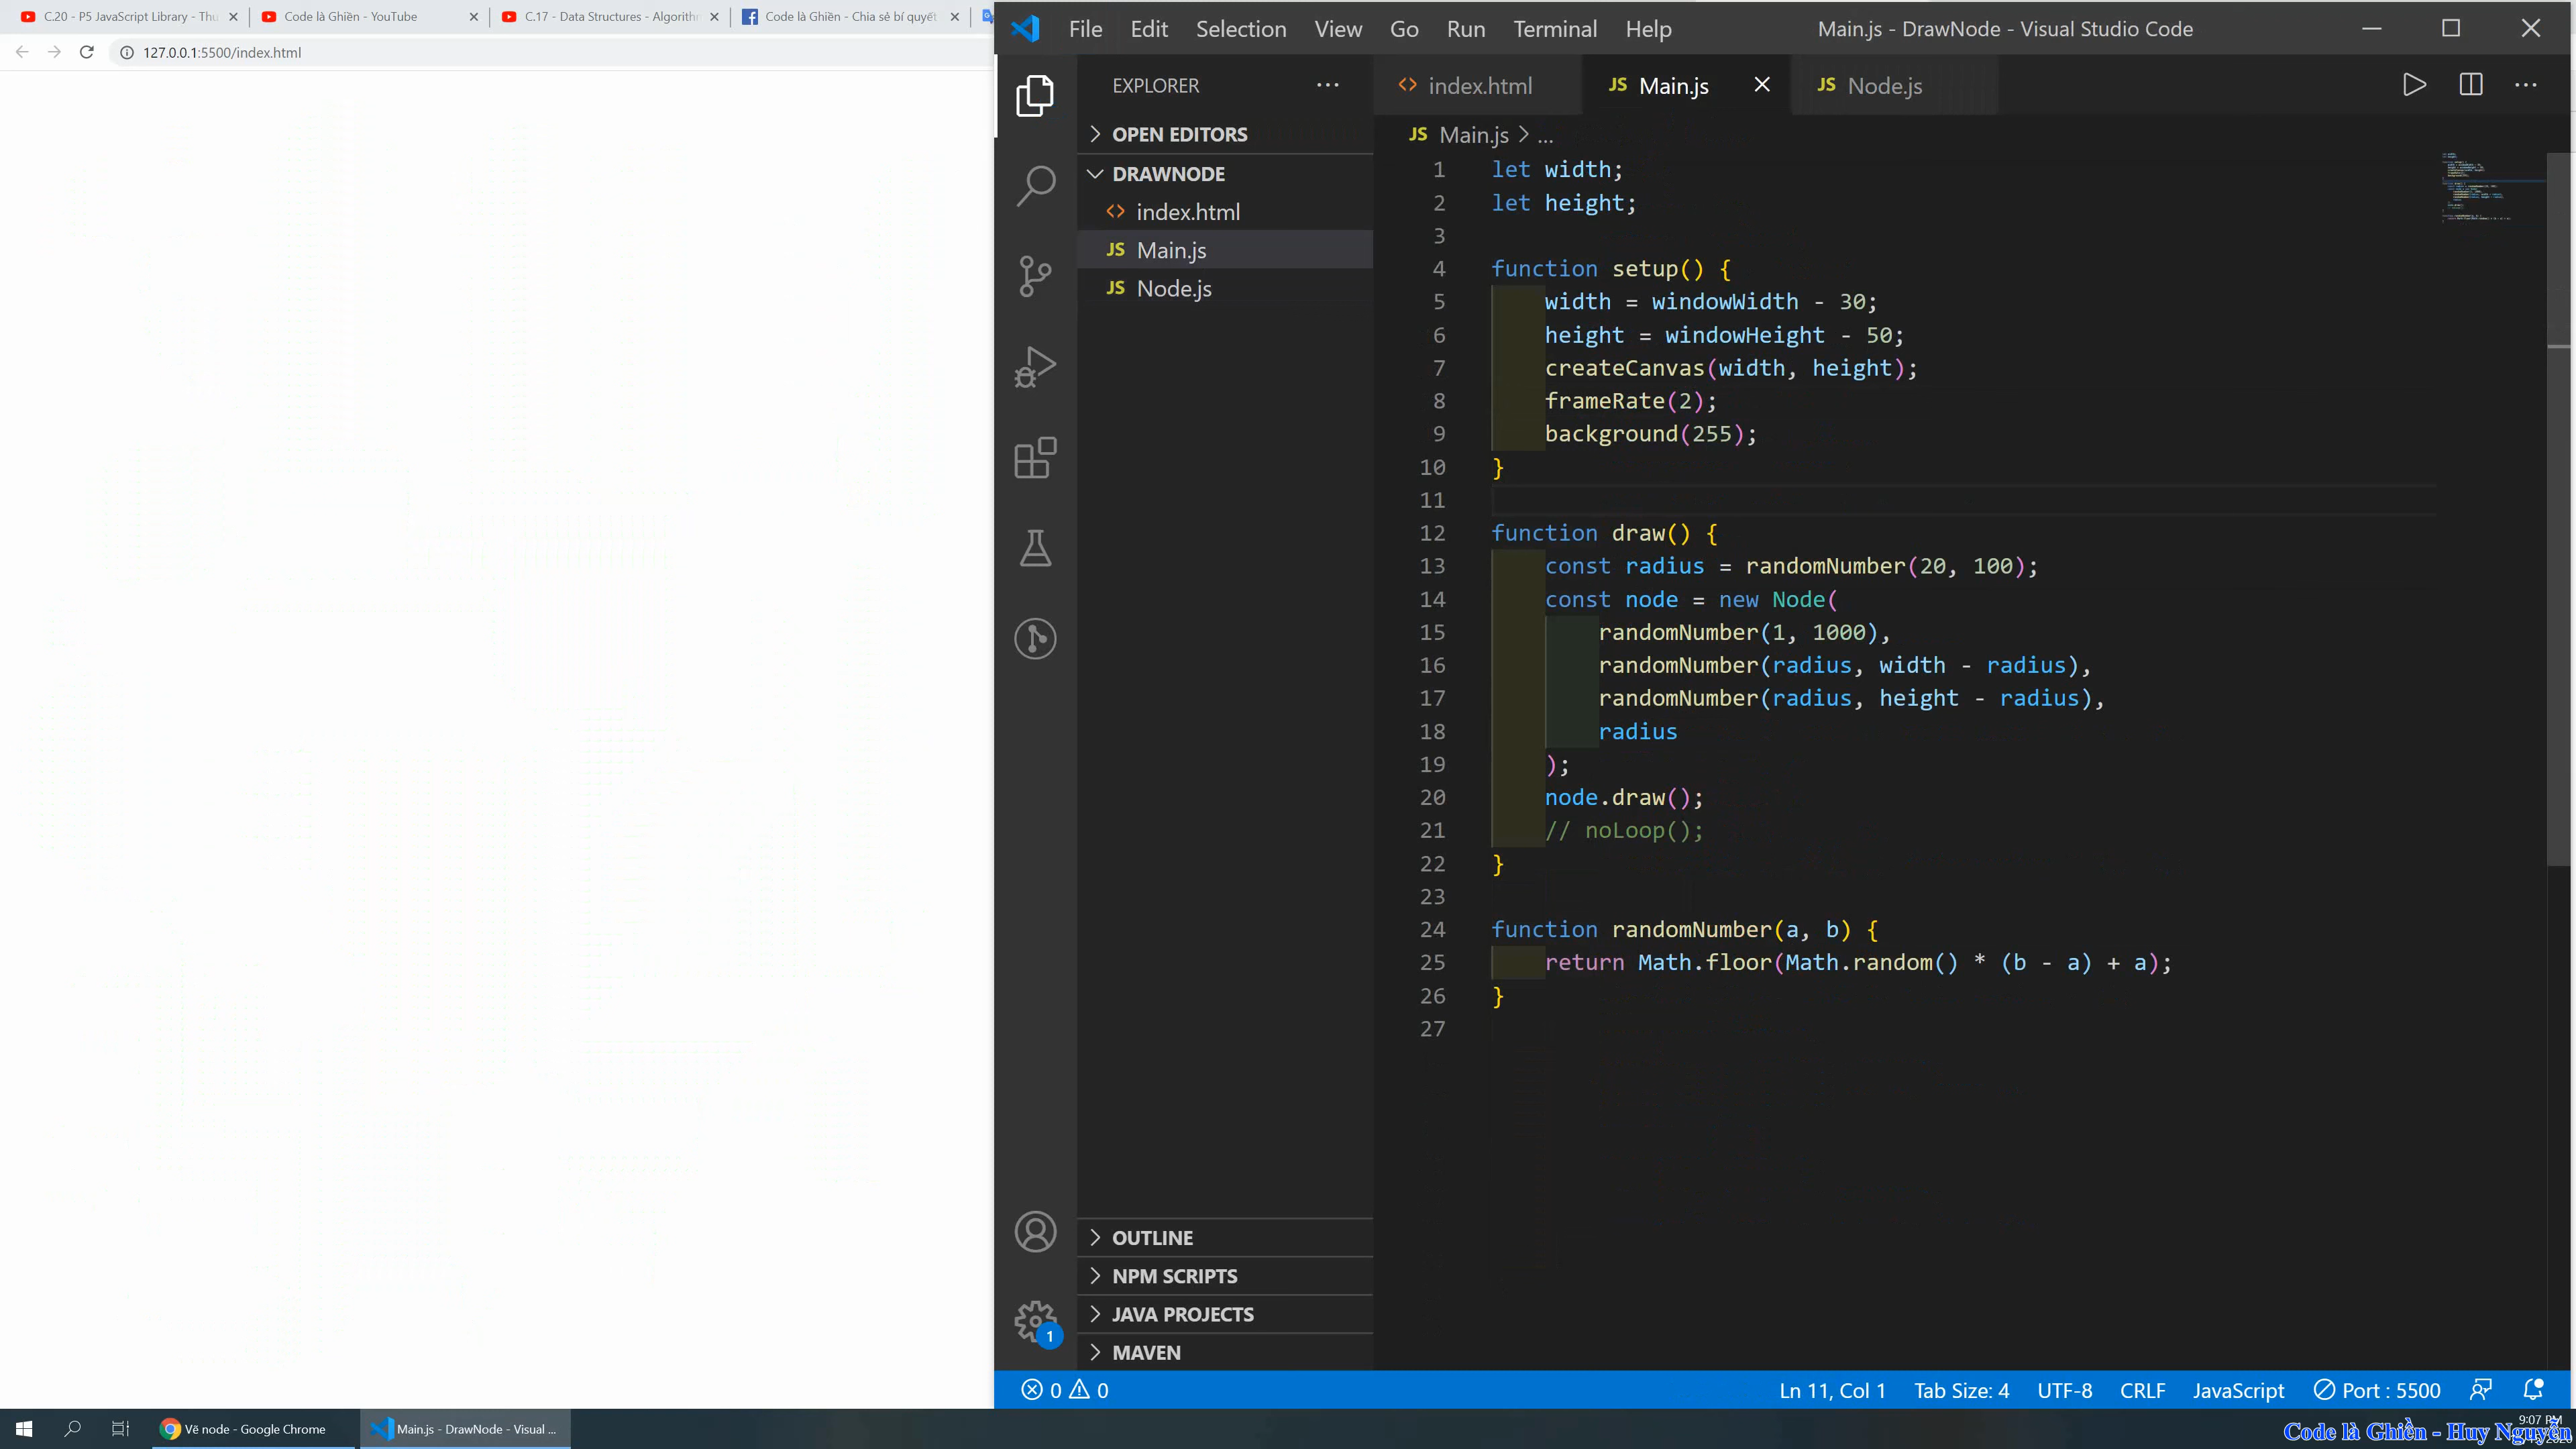 C.20 - P5 JavaScript Library - Thu
Code là Ghiền - YouTube
C.17 - Data Structures - Algorithm
Code là Ghiền - Chia sẻ bí quyết
127.0.0.1:5500/index.html
File Edit Selection View Go Run Terminal Help
Main.js - DrawNode - Visual Studio Code
EXPLORER
OPEN EDITORS
DRAWNODE
index.html
JS Main.js
JS Node.js
OUTLINE
NPM SCRIPTS
JAVA PROJECTS
MAVEN
1
index.html
JS Main.js
JS Node.js
JS Main.js > ...
1 let width;
2 let height;
3
4 function setup() {
5 width = windowWidth - 30;
6 height = windowHeight - 50;
7 createCanvas(width, height);
8 frameRate(2);
9 background(255);
10 }
11
12 function draw() {
13 const radius = randomNumber(20, 100);
14 const node = new Node(
15 randomNumber(1, 1000),
16 randomNumber(radius, width - radius),
17 randomNumber(radius, height - radius),
18 radius
19 );
20 node.draw();
21 // noLoop();
22 }
23
24 function randomNumber(a, b) {
25 return Math.floor(Math.random() * (b - a) + a);
26 }
27
0 0
Ln 11, Col 1 Tab Size: 4 UTF-8 CRLF JavaScript Port : 5500
Vẽ node - Google Chrome
Main.js - DrawNode - Visual ...
9:07 PM
Code là Ghiền - Huy Nguyễn